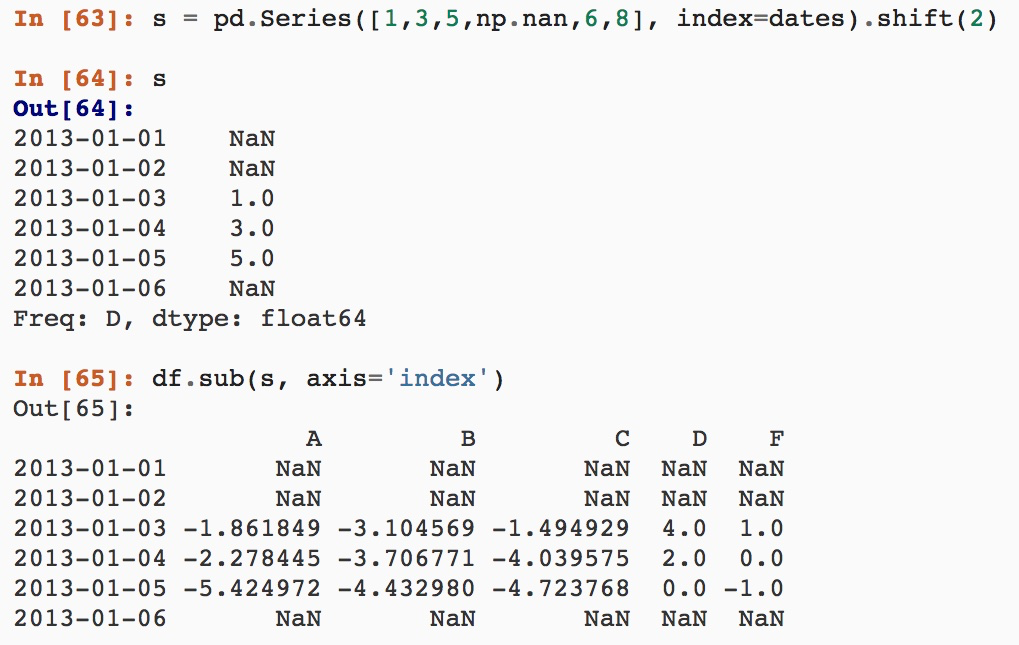 In [63]: s = pd.Series([1,3,5,np.nan,6,8], index=dates).shift(2)
In [64]: s
Out[64]:
2013-01-01    NaN
2013-01-02    NaN
2013-01-03    1.0
2013-01-04    3.0
2013-01-05    5.0
2013-01-06    NaN
Freq: D, dtype: float64
In [65]: df.sub(s, axis='index')
Out[65]:
                   A         B         C    D    F
2013-01-01       NaN       NaN       NaN  NaN  NaN
2013-01-02       NaN       NaN       NaN  NaN  NaN
2013-01-03 -1.861849 -3.104569 -1.494929  4.0  1.0
2013-01-04 -2.278445 -3.706771 -4.039575  2.0  0.0
2013-01-05 -5.424972 -4.432980 -4.723768  0.0 -1.0
2013-01-06       NaN       NaN       NaN  NaN  NaN